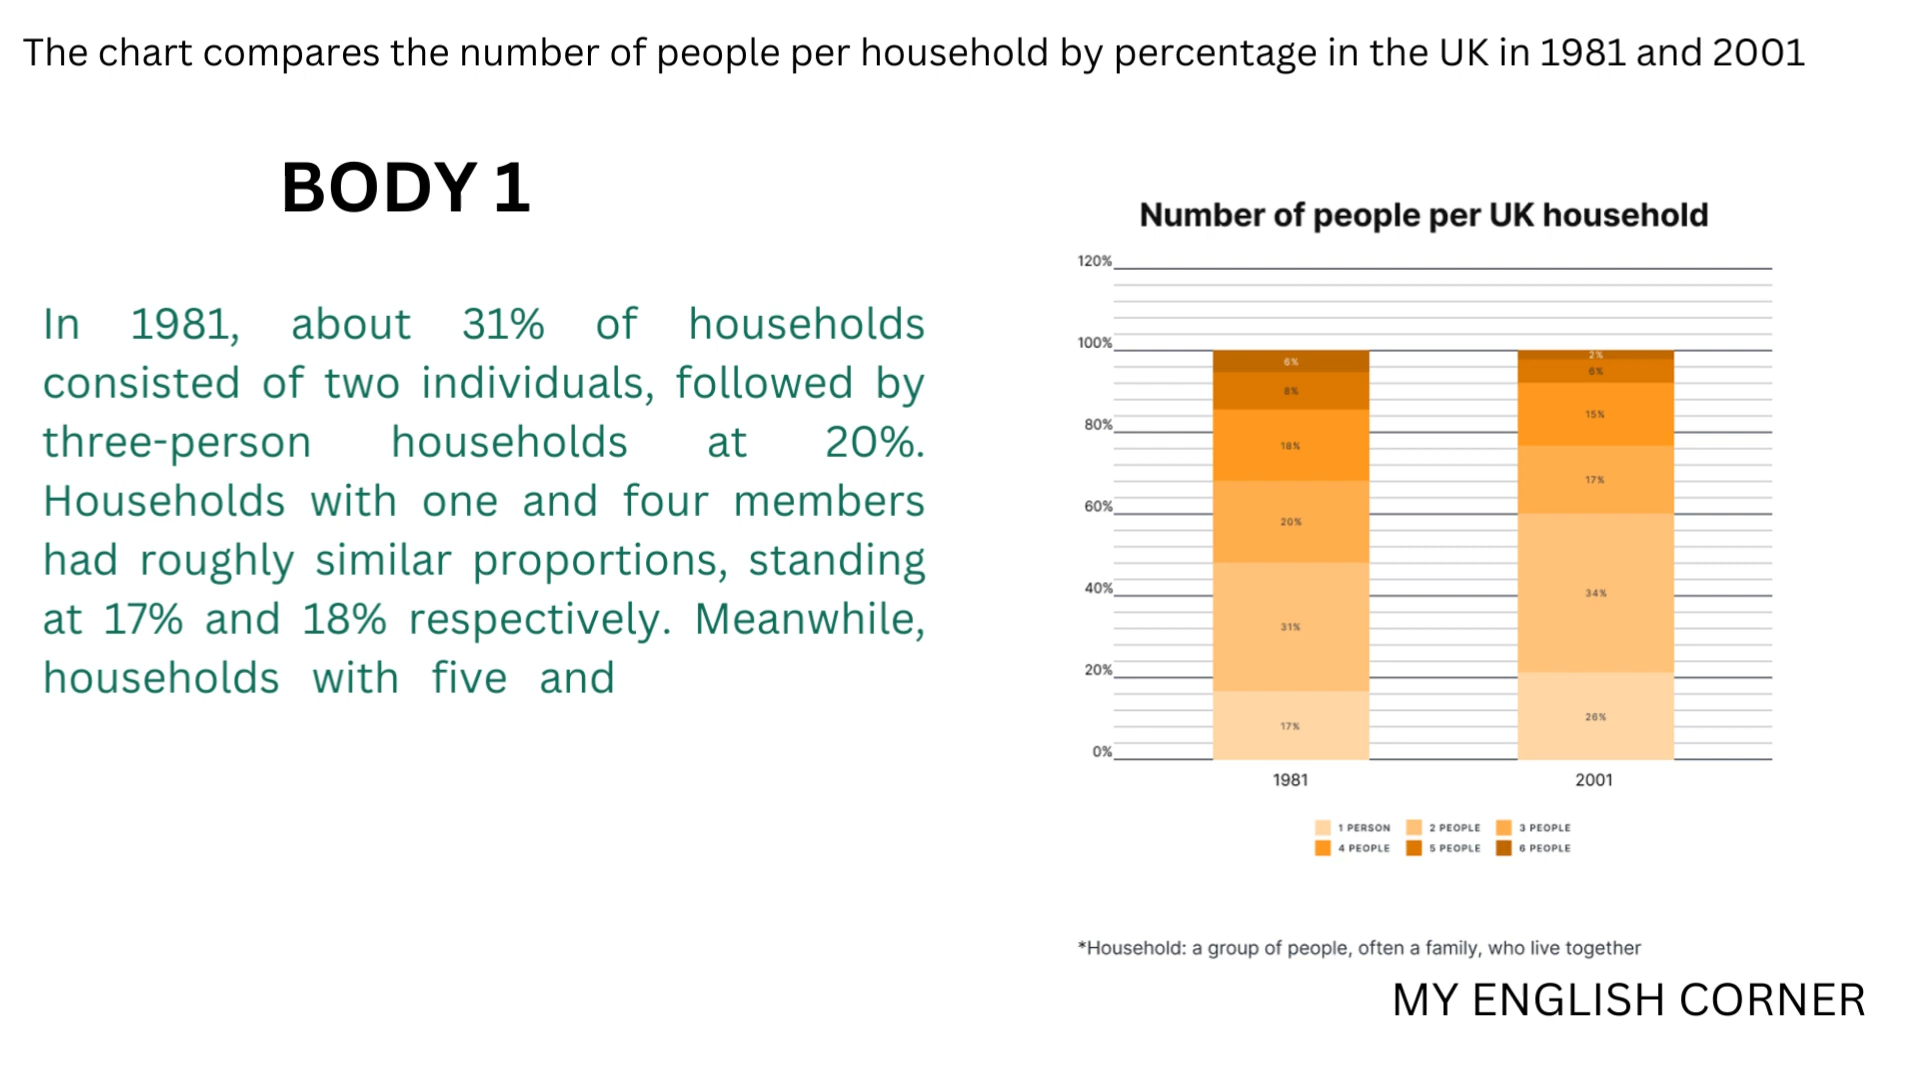 The chart compares the number of people per household by percentage in the UK in 1981 and 2001
BODY 1
In 1981, about 31% of households
consisted of two individuals, followed by
three-person households at 20%.
Households with one and four members
had roughly similar proportions, standing
at 17% and 18% respectively. Meanwhile,
households with five and
Number of people per UK household
120%
100%
80%
60%
40%
20%
0%
6%
8%
18%
20%
31%
17%
2%
6%
15%
17%
34%
26%
1981
2001
1 PERSON 2 PEOPLE 3 PEOPLE
4 PEOPLE 5 PEOPLE 6 PEOPLE
*Household: a group of people, often a family, who live together
MY ENGLISH CORNER